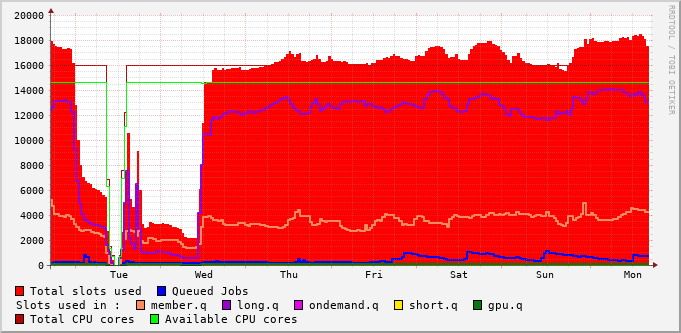 20000
18000
16000
14000
12000
10000
8000
6000
4000
2000
0
Tue Wed Thu Fri Sat Sun Mon
Total slots used Queued Jobs
Slots used in : member.q long.q ondemand.q short.q gpu.q
Total CPU cores Available CPU cores
RRDTOOL / TOBI OETIKER